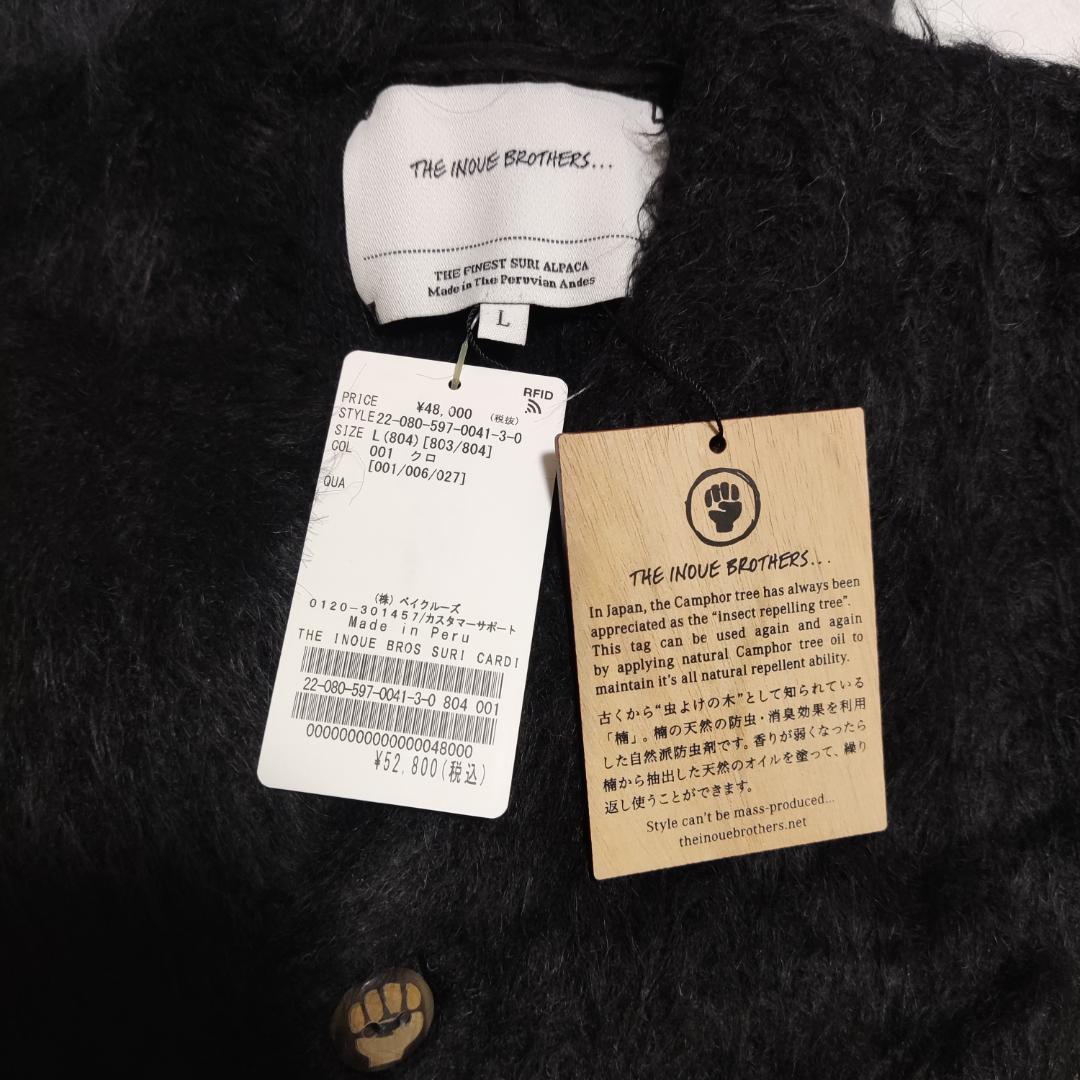 THE INOUE BROTHERS...
THE FINEST SURI ALPACA
Made in The Peruvian Andes
L
RFID
PRICE ¥48,000 (税抜)
STYLE 22-080-597-0041-3-0
SIZE L(804)[803/804]
COL 001 クロ
[001/006/027]
QUA
(株)ベイクルーズ
0120-301457/カスタマーサポート
Made in Peru
THE INOUE BROS SURI CARDI
22-080-597-0041-3-0 804 001
00000000000000048000
¥52,800(税込)
THE INOUE BROTHERS...
In Japan, the Camphor tree has always been
appreciated as the “insect repelling tree”.
This tag can be used again and again
by applying natural Camphor tree oil to
maintain it’s all natural repellent ability.
古くから“虫よけの木”として知られている
「楠」。楠の天然の防虫・消臭効果を利用
した自然派防虫剤です。香りが弱くなったら
楠から抽出した天然のオイルを塗って、繰り
返し使うことができます。
Style can't be mass-produced...
theinouebrothers.net